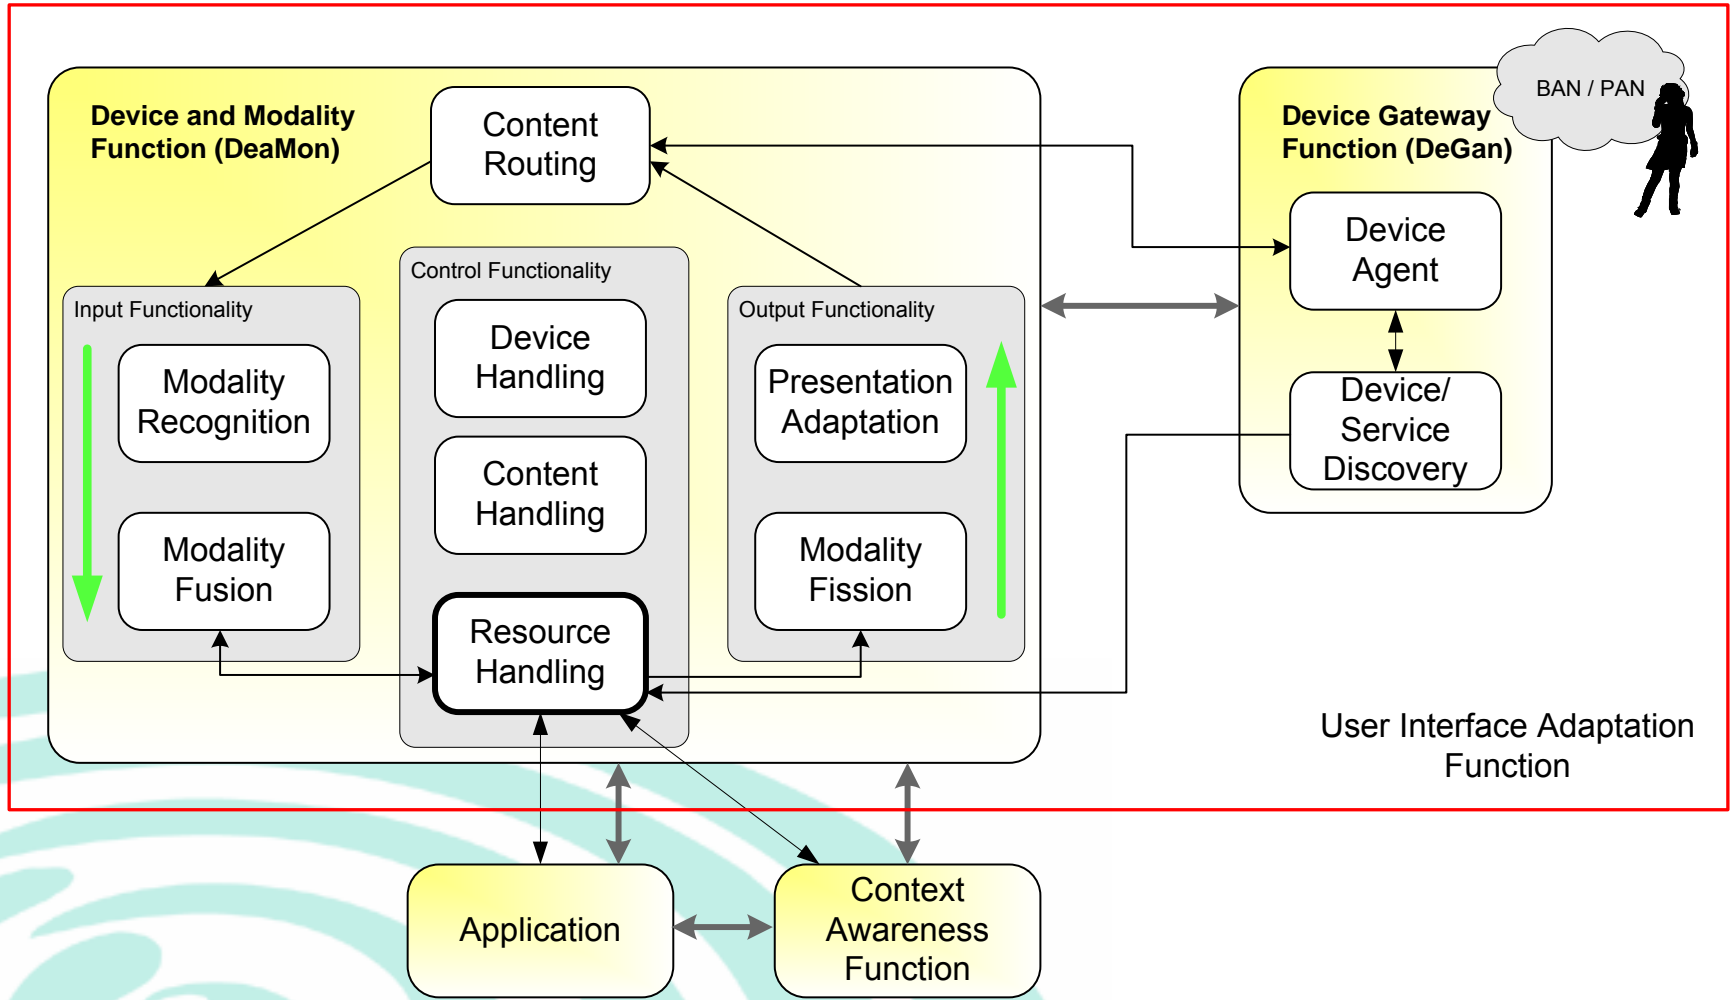 BAN / PAN
Device and Modality
Function (DeaMon)
Content
Routing
Device Gateway
Function (DeGan)
Device
Agent
Control Functionality
Input Functionality
Output Functionality
Device
Handling
Modality
Recognition
Presentation
Adaptation
Device/
Service
Discovery
Content
Handling
Modality
Fusion
Modality
Fission
Resource
Handling
User Interface Adaptation
Function
Application
Context
Awareness
Function